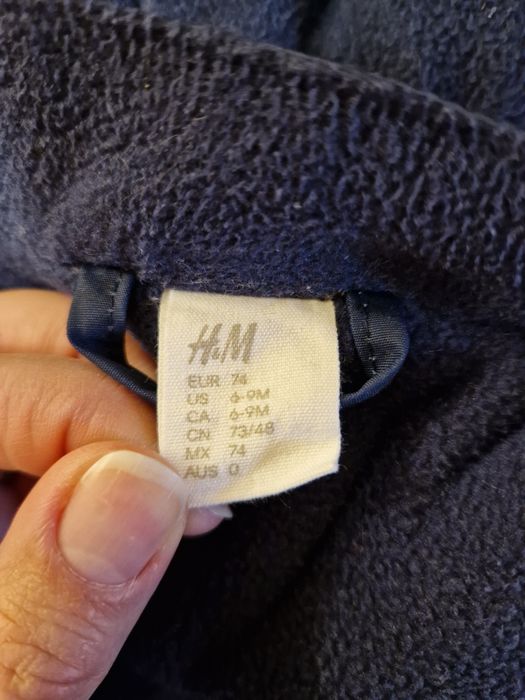 H&M
EUR 74
US 6-9M
CA 6-9M
CN 73/48
MX 74
AUS 0